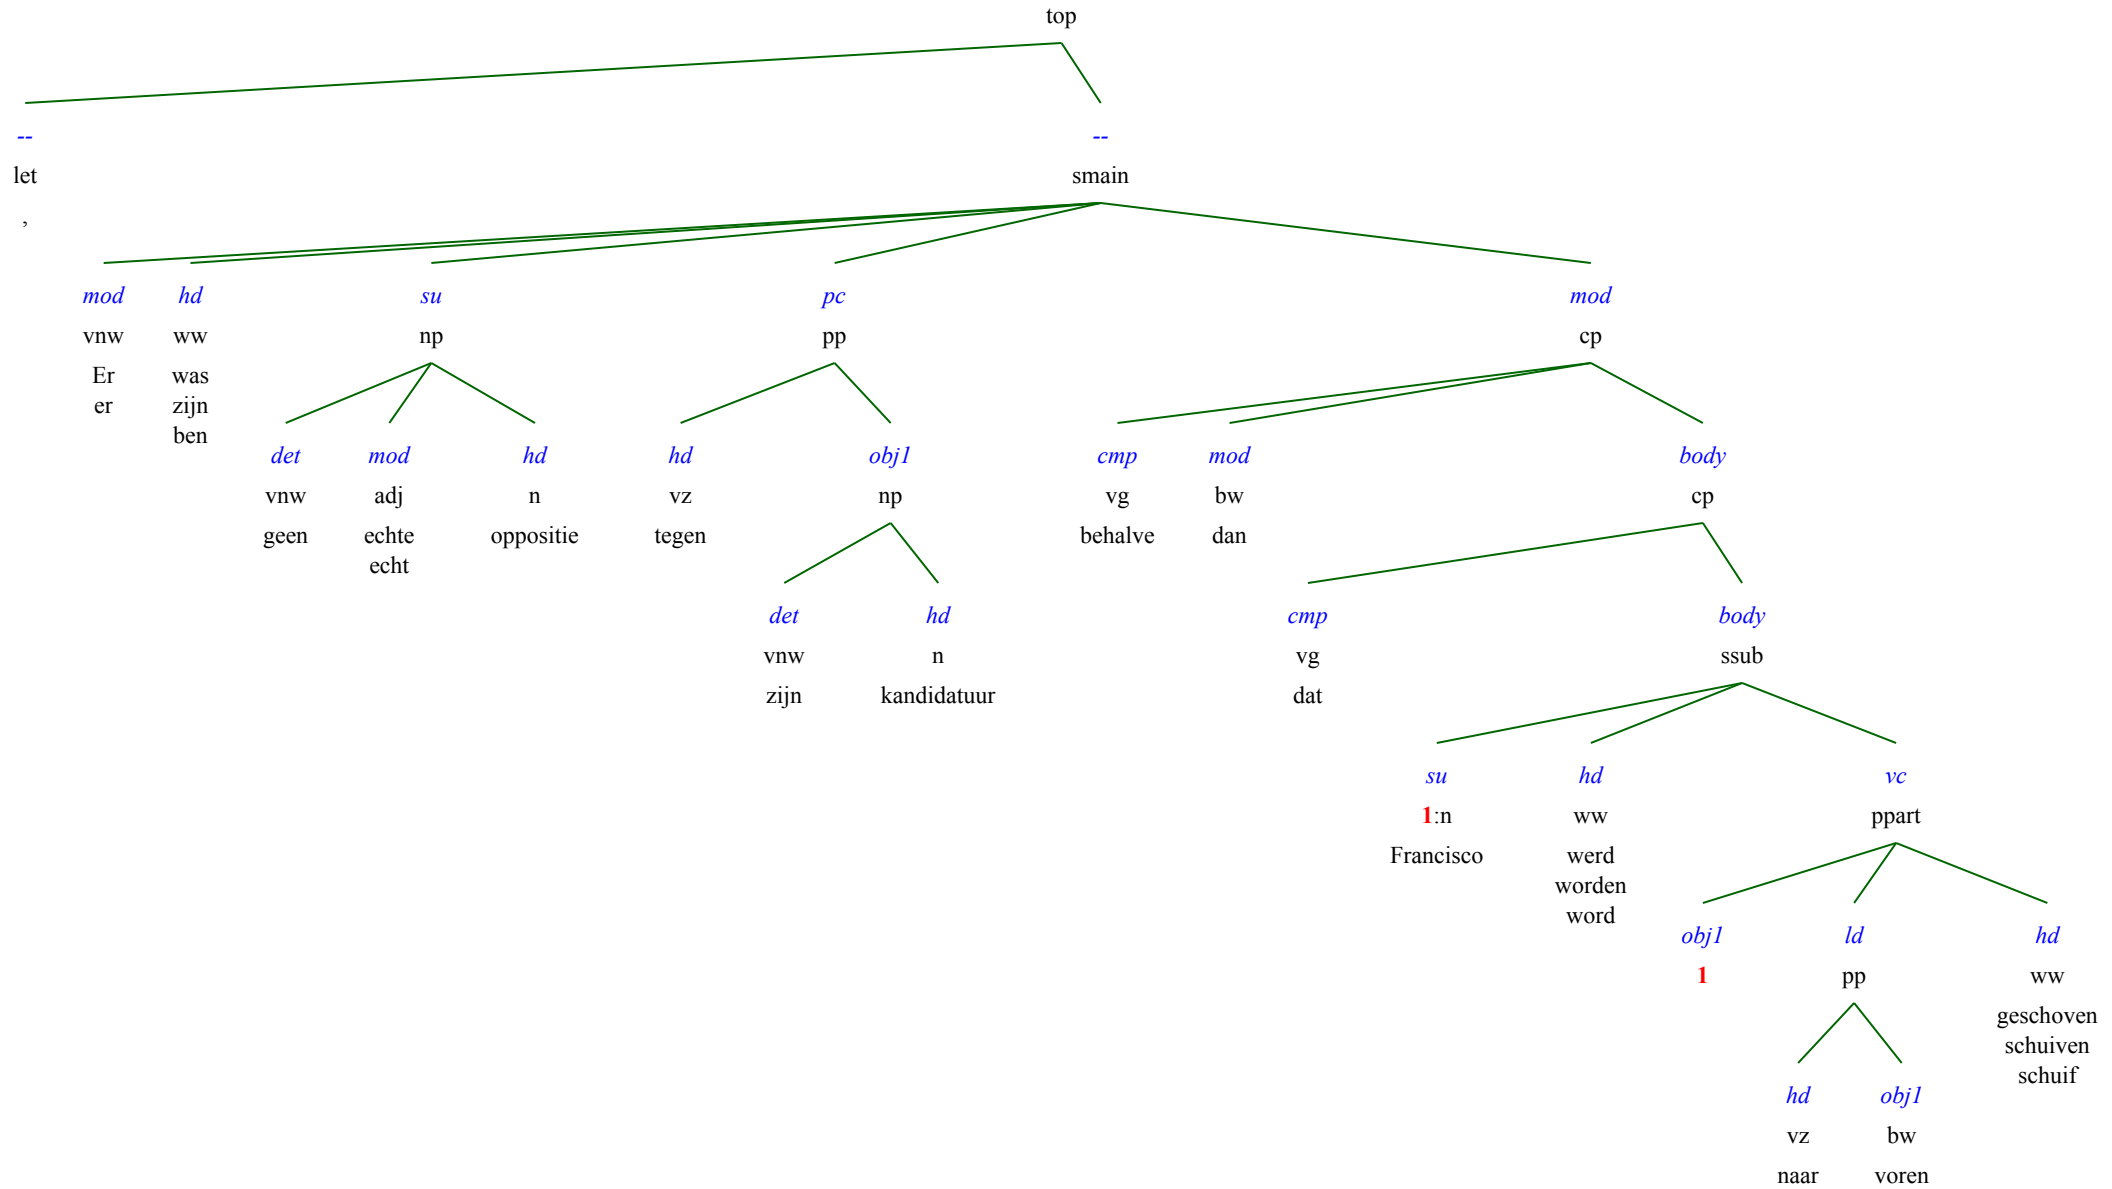 top
-- --
let smain
,
mod hd su pc mod
vnw ww np pp cp
Er was
er zijn
ben
det mod hd hd obj1 cmp mod body
vnw adj n vz np vg bw cp
geen echte oppositie tegen behalve dan
echt
det hd cmp body
vnw n vg ssub
zijn kandidatuur dat
su hd vc
1:n ww ppart
Francisco werd
worden
word
obj1 ld hd
1 pp ww
geschoven
schuiven
schuif
hd obj1
vz bw
naar voren